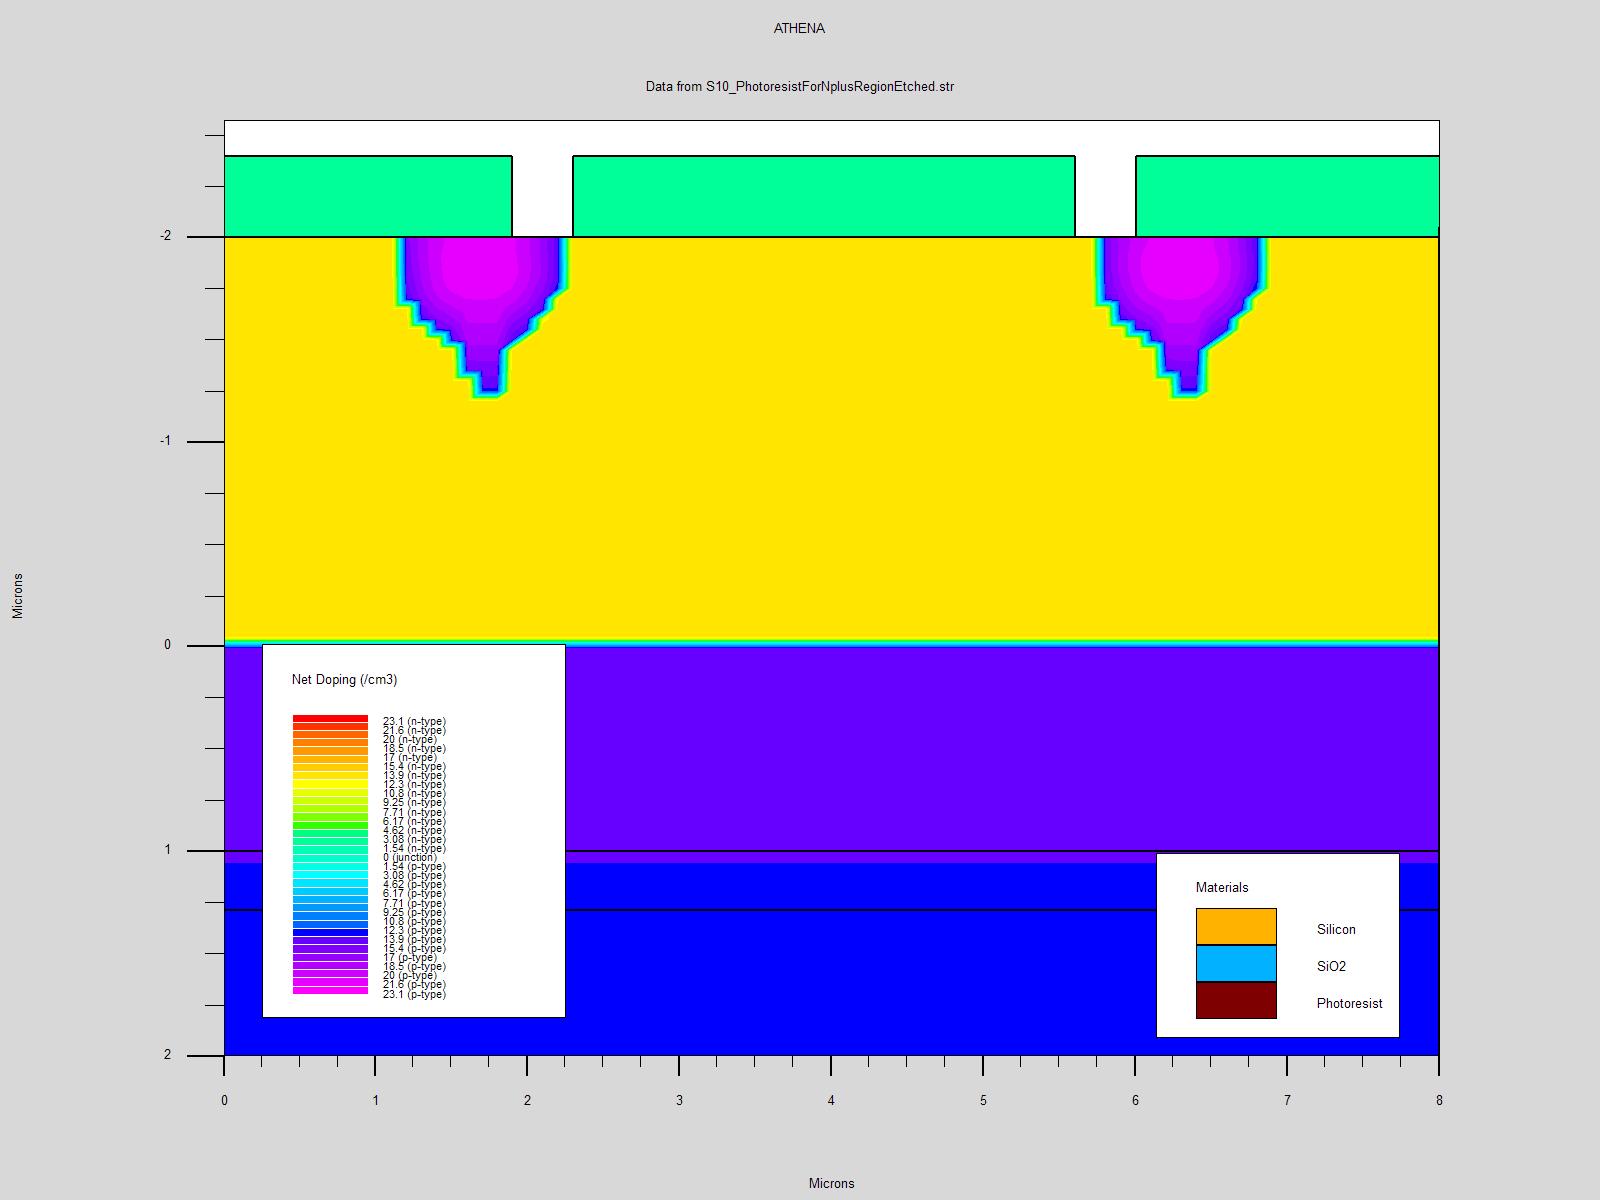 ATHENA
Data from S10_PhotoresistForNplusRegionEtched.str
Microns
-2
-1
0
1
2
Net Doping (/cm3)
23.1 (n-type)
21.6 (n-type)
20 (n-type)
18.5 (n-type)
17 (n-type)
15.4 (n-type)
13.9 (n-type)
12.3 (n-type)
10.8 (n-type)
9.25 (n-type)
7.71 (n-type)
6.17 (n-type)
4.62 (n-type)
3.08 (n-type)
1.54 (n-type)
0 (junction)
1.54 (p-type)
3.08 (p-type)
4.62 (p-type)
6.17 (p-type)
7.71 (p-type)
9.25 (p-type)
10.8 (p-type)
12.3 (p-type)
13.9 (p-type)
15.4 (p-type)
17 (p-type)
18.5 (p-type)
20 (p-type)
21.6 (p-type)
23.1 (p-type)
Materials
Silicon
SiO2
Photoresist
0 1 2 3 4 5 6 7 8
Microns